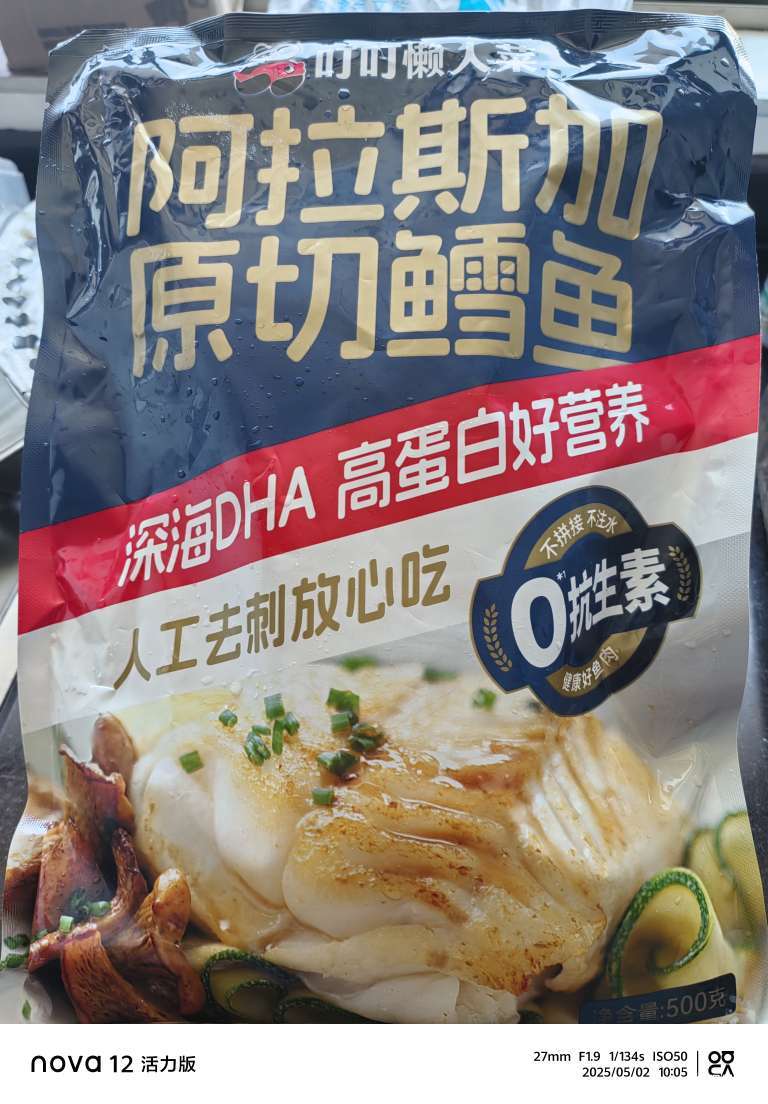 叮叮懒人菜
阿拉斯加
原切鳕鱼
深海DHA 高蛋白好营养
人工去刺放心吃
不拼接 不注水
0*1抗生素
健康好鱼肉
净含量:500克
nova 12 活力版
27mm F1.9 1/134s ISO50
2025/05/02 10:05